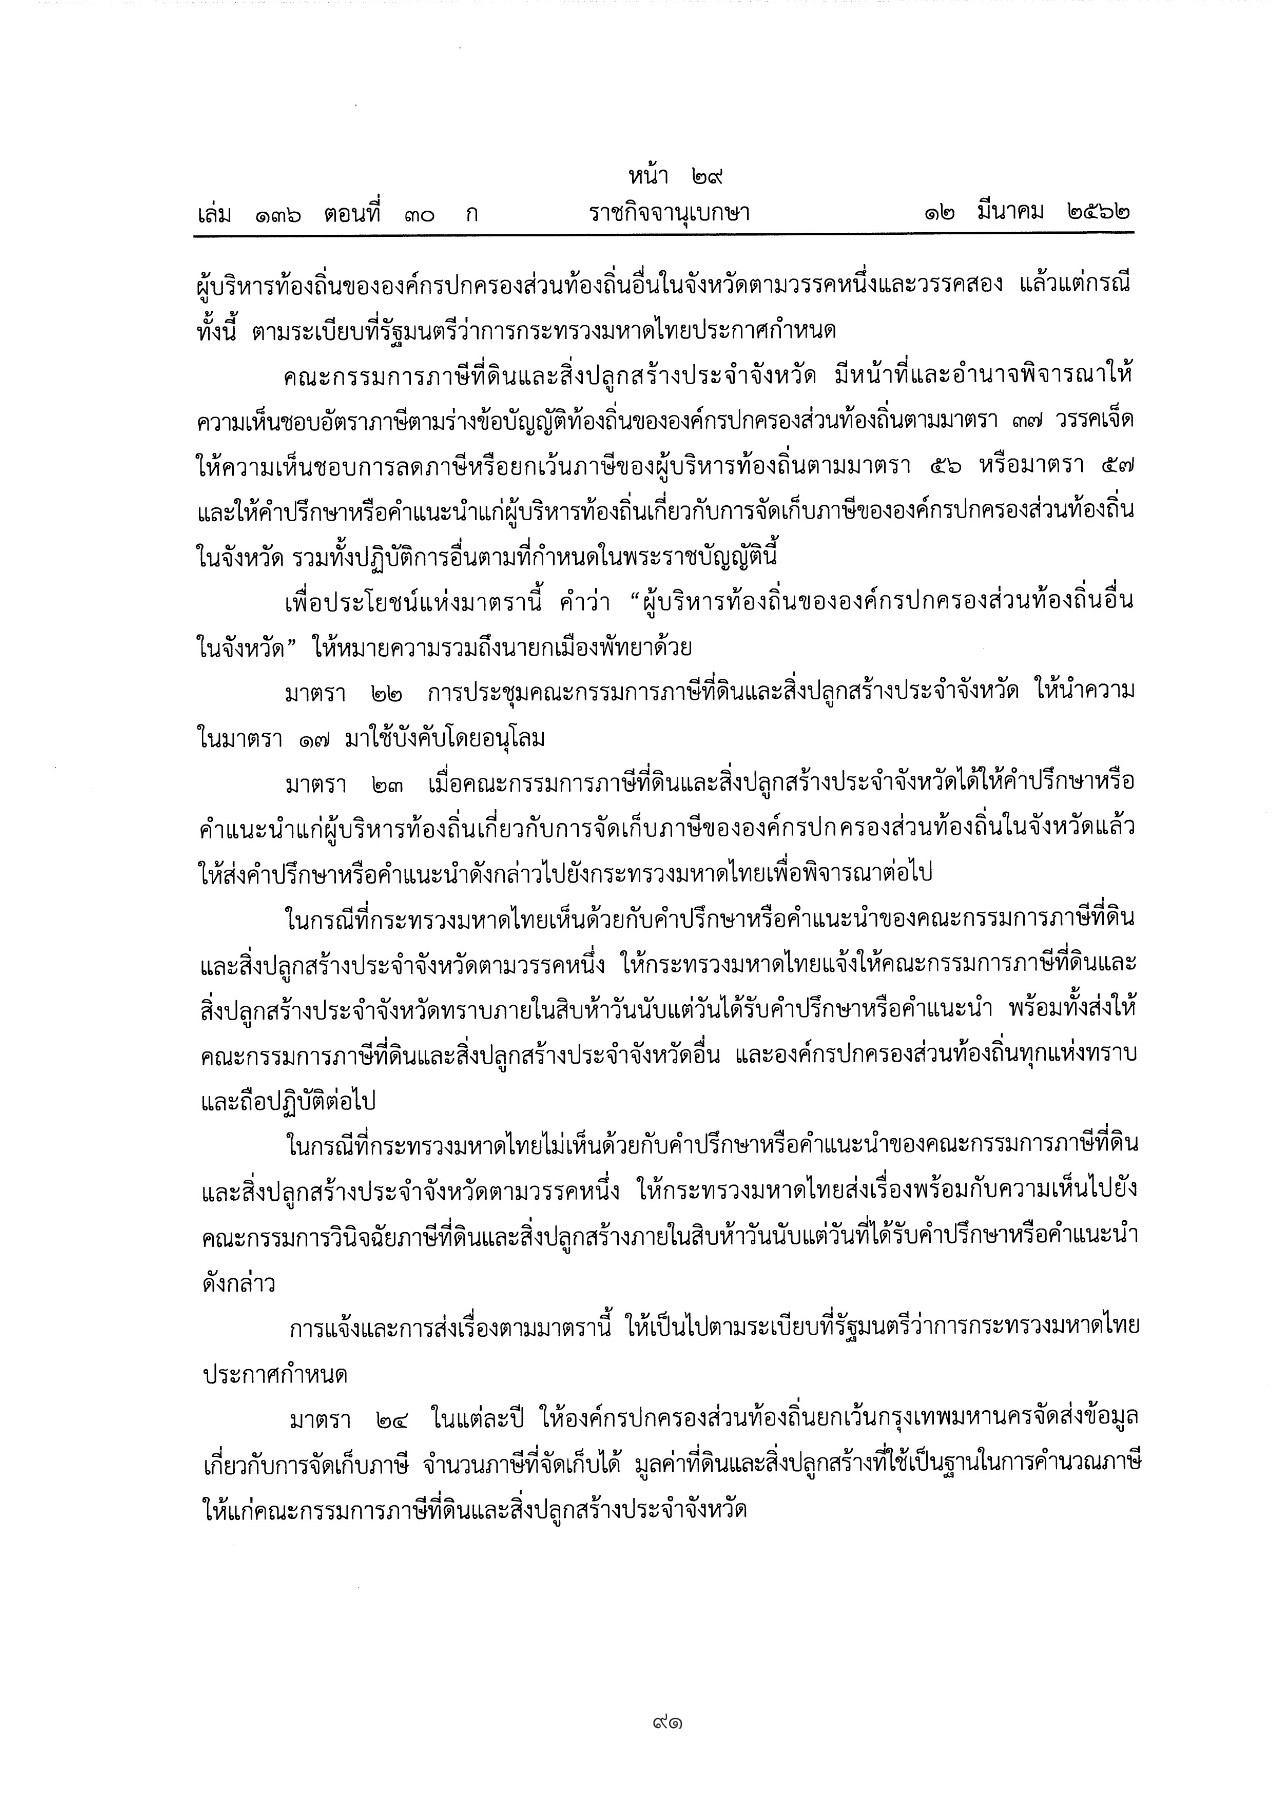 หน้า ๒๙
เล่ม ๑๓๖ ตอนที่ ๓๐ ก ราชกิจจานุเบกษา ๑๒ มีนาคม ๒๕๖๒
ผู้บริหารท้องถิ่นขององค์กรปกครองส่วนท้องถิ่นอื่นในจังหวัดตามวรรคหนึ่งและวรรคสอง แล้วแต่กรณี
ทั้งนี้ ตามระเบียบที่รัฐมนตรีว่าการกระทรวงมหาดไทยประกาศกำหนด
คณะกรรมการภาษีที่ดินและสิ่งปลูกสร้างประจำจังหวัด มีหน้าที่และอำนาจพิจารณาให้
ความเห็นชอบอัตราภาษีตามร่างข้อบัญญัติท้องถิ่นขององค์กรปกครองส่วนท้องถิ่นตามมาตรา ๓๗ วรรคเจ็ด
ให้ความเห็นชอบการลดภาษีหรือยกเว้นภาษีของผู้บริหารท้องถิ่นตามมาตรา ๕๖ หรือมาตรา ๕๗
และให้คำปรึกษาหรือคำแนะนำแก่ผู้บริหารท้องถิ่นเกี่ยวกับการจัดเก็บภาษีขององค์กรปกครองส่วนท้องถิ่น
ในจังหวัด รวมทั้งปฏิบัติการอื่นตามที่กำหนดในพระราชบัญญัตินี้
เพื่อประโยชน์แห่งมาตรานี้ คำว่า “ผู้บริหารท้องถิ่นขององค์กรปกครองส่วนท้องถิ่นอื่น
ในจังหวัด” ให้หมายความรวมถึงนายกเมืองพัทยาด้วย
มาตรา ๒๒ การประชุมคณะกรรมการภาษีที่ดินและสิ่งปลูกสร้างประจำจังหวัด ให้นำความ
ในมาตรา ๑๗ มาใช้บังคับโดยอนุโลม
มาตรา ๒๓ เมื่อคณะกรรมการภาษีที่ดินและสิ่งปลูกสร้างประจำจังหวัดได้ให้คำปรึกษาหรือ
คำแนะนำแก่ผู้บริหารท้องถิ่นเกี่ยวกับการจัดเก็บภาษีขององค์กรปกครองส่วนท้องถิ่นในจังหวัดแล้ว
ให้ส่งคำปรึกษาหรือคำแนะนำดังกล่าวไปยังกระทรวงมหาดไทยเพื่อพิจารณาต่อไป
ในกรณีที่กระทรวงมหาดไทยเห็นด้วยกับคำปรึกษาหรือคำแนะนำของคณะกรรมการภาษีที่ดิน
และสิ่งปลูกสร้างประจำจังหวัดตามวรรคหนึ่ง ให้กระทรวงมหาดไทยแจ้งให้คณะกรรมการภาษีที่ดินและ
สิ่งปลูกสร้างประจำจังหวัดทราบภายในสิบห้าวันนับแต่วันได้รับคำปรึกษาหรือคำแนะนำ พร้อมทั้งส่งให้
คณะกรรมการภาษีที่ดินและสิ่งปลูกสร้างประจำจังหวัดอื่น และองค์กรปกครองส่วนท้องถิ่นทุกแห่งทราบ
และถือปฏิบัติต่อไป
ในกรณีที่กระทรวงมหาดไทยไม่เห็นด้วยกับคำปรึกษาหรือคำแนะนำของคณะกรรมการภาษีที่ดิน
และสิ่งปลูกสร้างประจำจังหวัดตามวรรคหนึ่ง ให้กระทรวงมหาดไทยส่งเรื่องพร้อมกับความเห็นไปยัง
คณะกรรมการวินิจฉัยภาษีที่ดินและสิ่งปลูกสร้างภายในสิบห้าวันนับแต่วันที่ได้รับคำปรึกษาหรือคำแนะนำ
ดังกล่าว
การแจ้งและการส่งเรื่องตามมาตรานี้ ให้เป็นไปตามระเบียบที่รัฐมนตรีว่าการกระทรวงมหาดไทย
ประกาศกำหนด
มาตรา ๒๔ ในแต่ละปี ให้องค์กรปกครองส่วนท้องถิ่นยกเว้นกรุงเทพมหานครจัดส่งข้อมูล
เกี่ยวกับการจัดเก็บภาษี จำนวนภาษีที่จัดเก็บได้ มูลค่าที่ดินและสิ่งปลูกสร้างที่ใช้เป็นฐานในการคำนวณภาษี
ให้แก่คณะกรรมการภาษีที่ดินและสิ่งปลูกสร้างประจำจังหวัด
๙๑